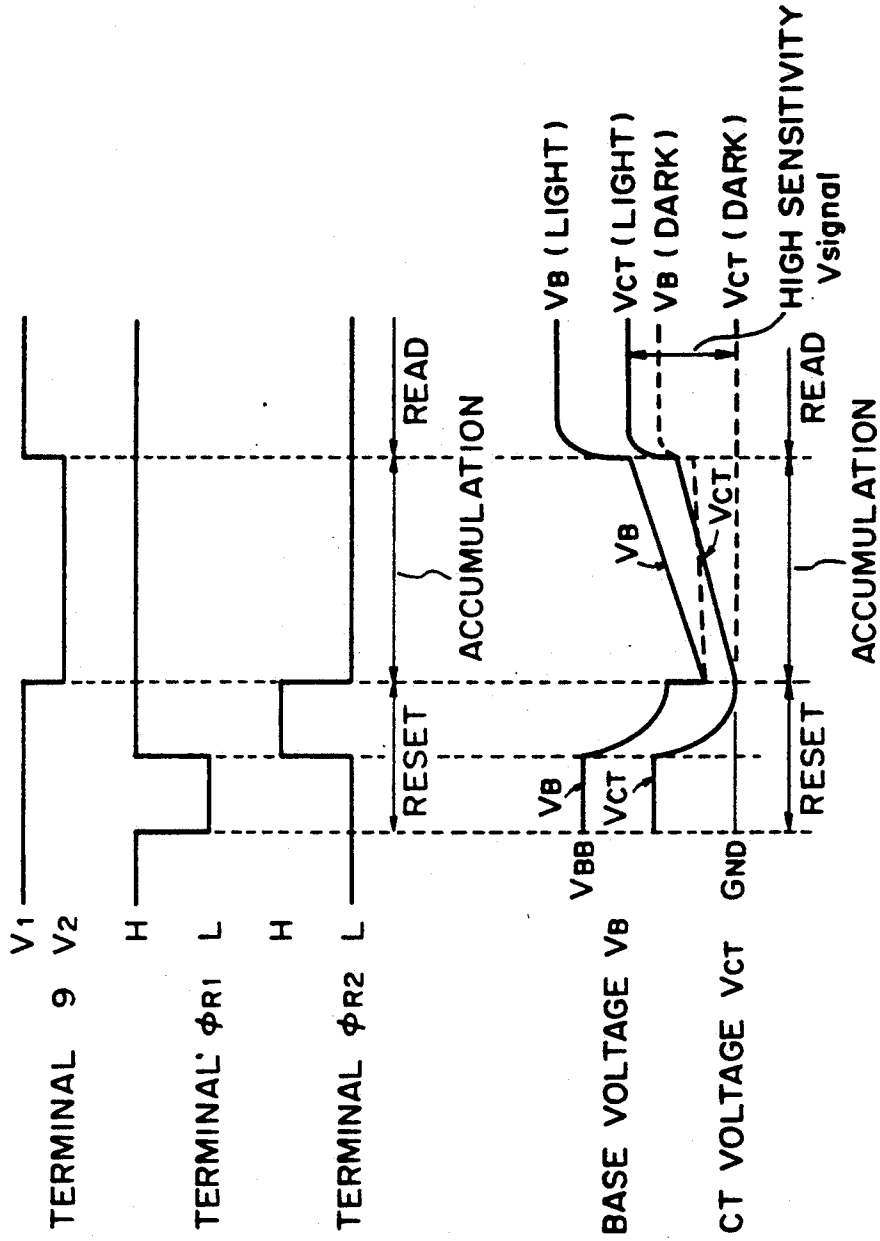 TERMINAL 9 V1
V2
TERMINAL' φR1 H
L
TERMINAL φR2 H
L
RESET
ACCUMULATION
READ
BASE VOLTAGE VB
VBB
VB
VCT
VB
VCT
VB (LIGHT)
VCT (LIGHT)
VB (DARK)
VCT (DARK)
CT VOLTAGE VCT GND
RESET
ACCUMULATION
READ
HIGH SENSITIVITY
Vsignal